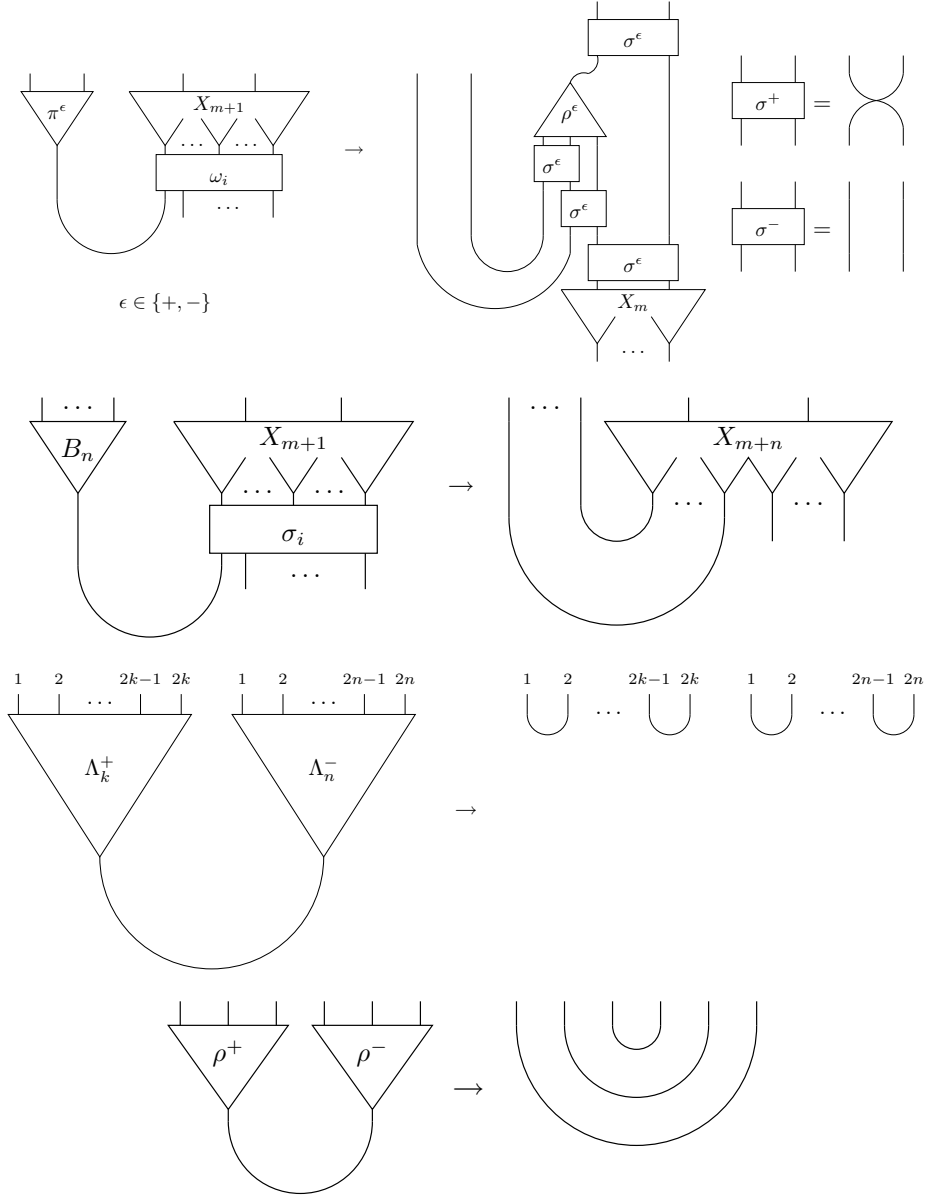 π^ϵ X_{m+1} ... ... ω_i ... → σ^ϵ ρ^ϵ σ^ϵ σ^ϵ σ^ϵ X_m ... σ^+ =
σ^- =
ϵ ∈ {+, −}
... B_n X_{m+1} ... ... σ_i ... → ... X_{m+n} ... ...
1 2 ... 2k−1 2k 1 2 ... 2n−1 2n 1 2 ... 2k−1 2k 1 2 ... 2n−1 2n
Λ_k^+ Λ_n^- →
ρ^+ ρ^- →